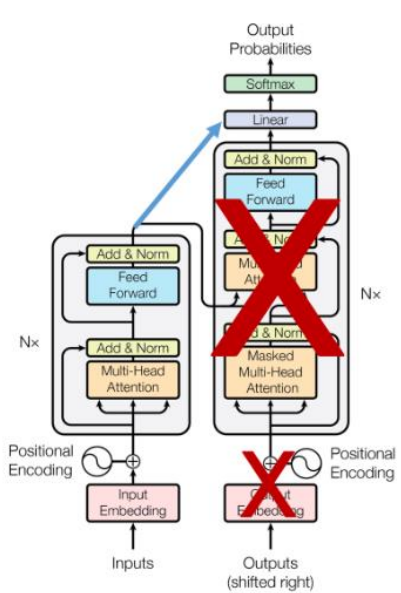 Output
Probabilities
Softmax
Linear
Add & Norm
Feed
Forward
Add & Norm
Multi-Head
Attention
Nx
Positional
Encoding
Input
Embedding
Inputs
Add & Norm
Feed
Forward
Add
Masked
Multi-Head
Attention
Nx
Positional
Encoding
Outputs
(shifted right)